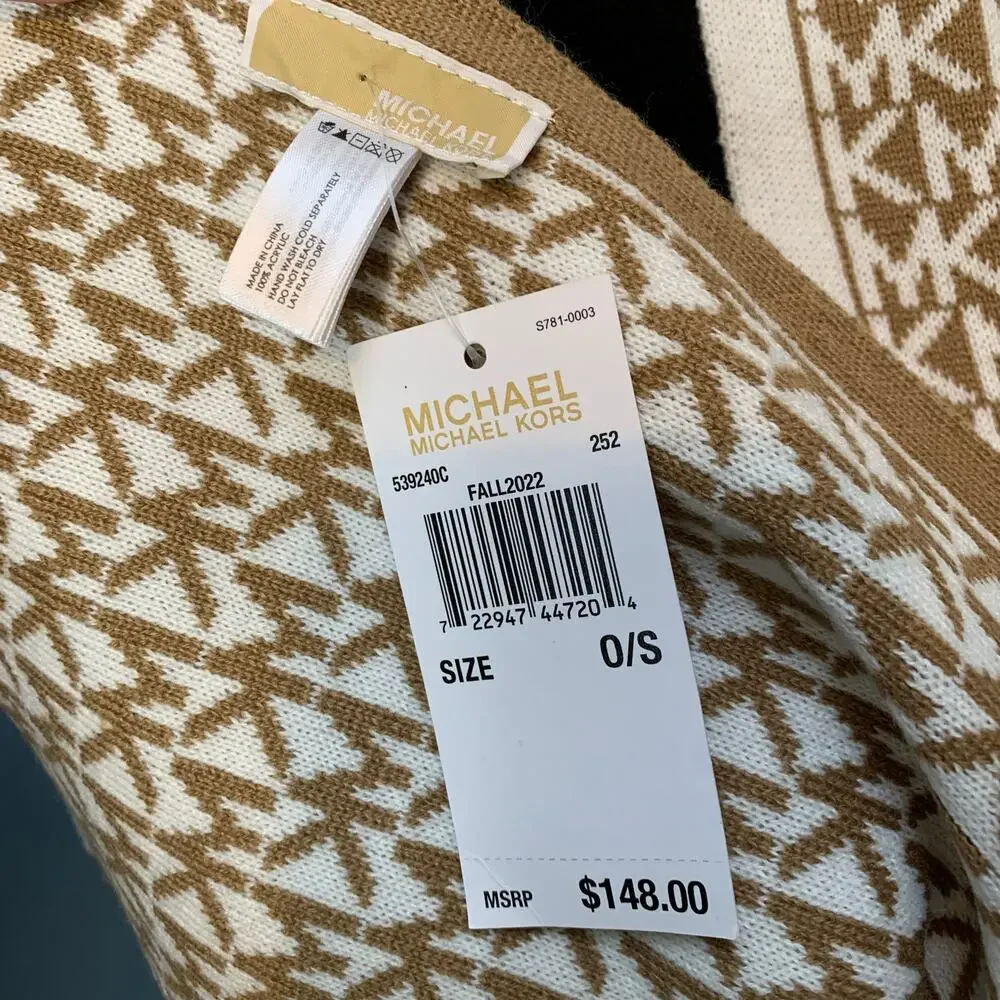 MICHAEL
MICHAEL KORS
MADE IN CHINA
100% ACRYLIC
HAND WASH COLD SEPARATELY
DO NOT BLEACH
LAY FLAT TO DRY
S781-0003
MICHAEL
MICHAEL KORS
539240C 252
FALL2022
7 22947 44720 4
SIZE O/S
MSRP $148.00